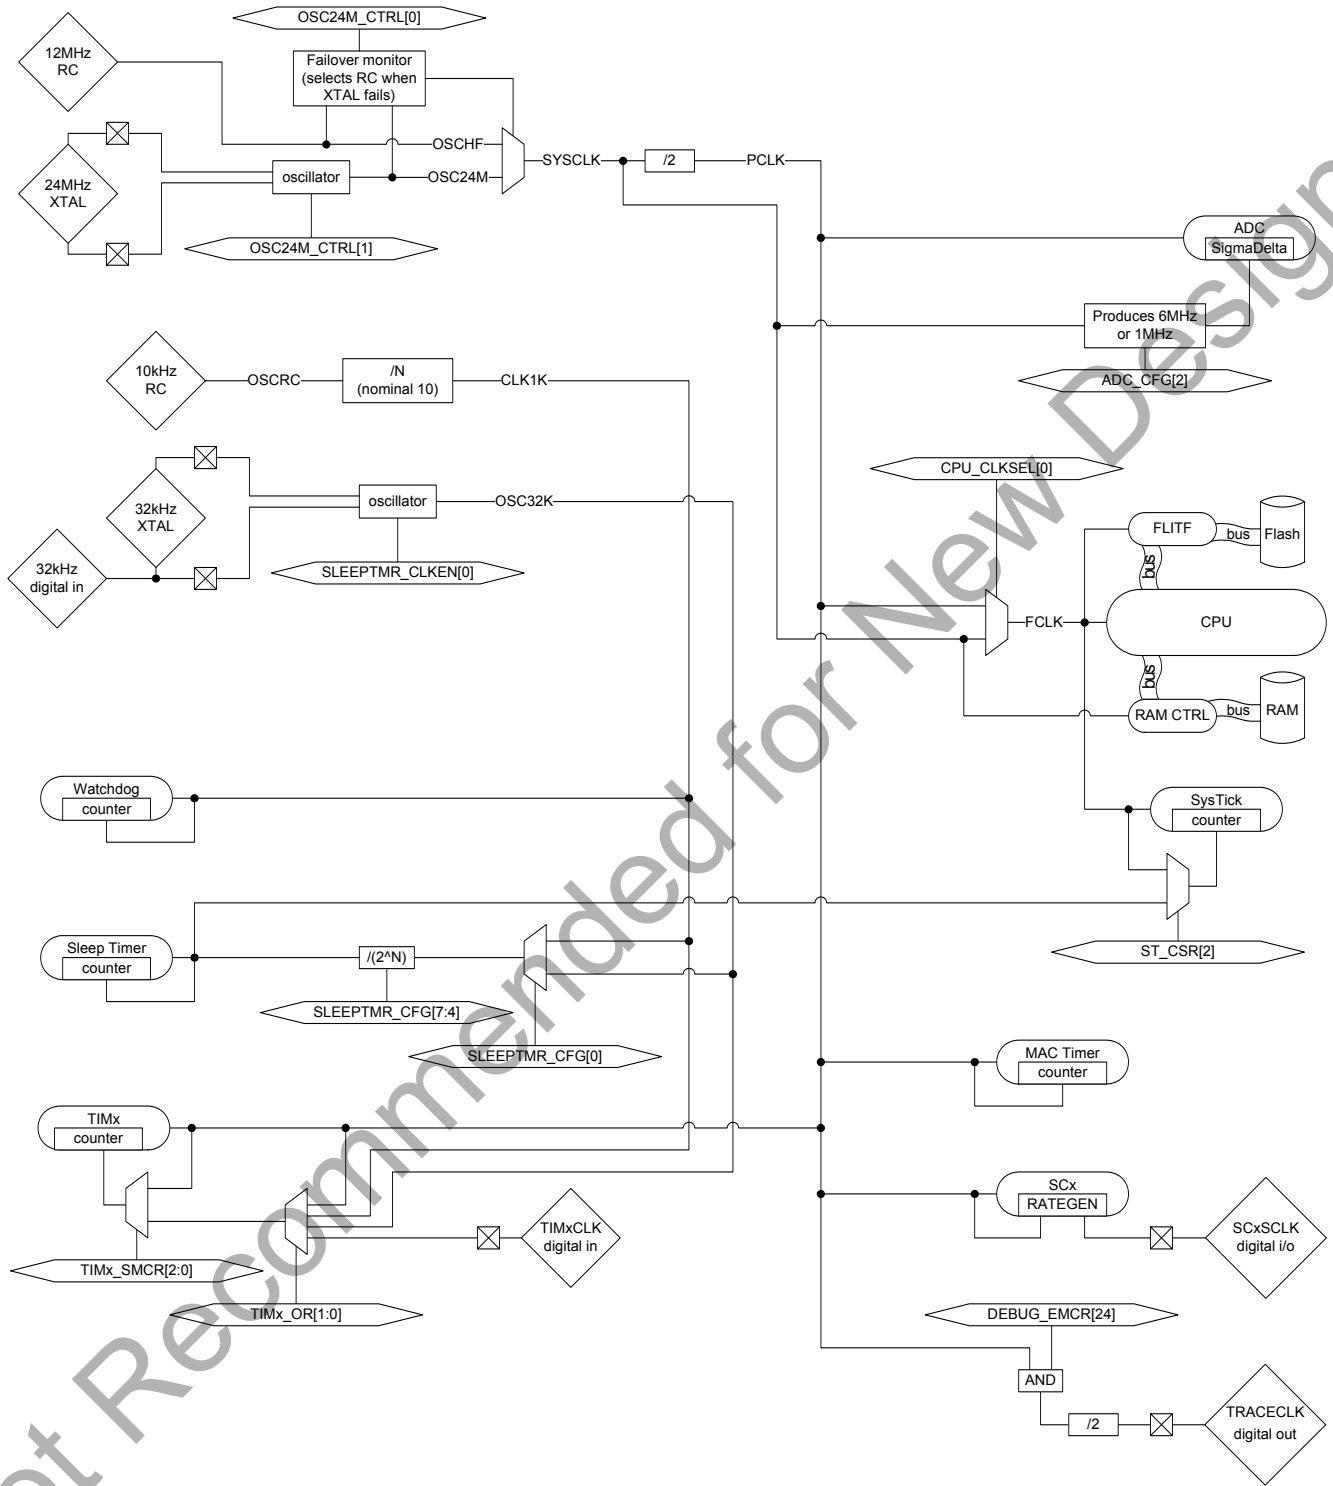 OSC24M_CTRL[0]
12MHz
RC
Failover monitor
(selects RC when
XTAL fails)
OSCHF
SYSCLK
/2
PCLK
24MHz
XTAL
oscillator
OSC24M
OSC24M_CTRL[1]
ADC
SigmaDelta
Produces 6MHz
or 1MHz
ADC_CFG[2]
10kHz
RC
OSCRC
/N
(nominal 10)
CLK1K
CPU_CLKSEL[0]
32kHz
XTAL
oscillator
OSC32K
32kHz
digital in
SLEEPTMR_CLKEN[0]
FLITF
bus
Flash
bus
FCLK
CPU
bus
RAM CTRL
bus
RAM
Watchdog
counter
SysTick
counter
Sleep Timer
counter
/(2^N)
ST_CSR[2]
SLEEPTMR_CFG[7:4]
SLEEPTMR_CFG[0]
MAC Timer
counter
TIMx
counter
SCx
RATEGEN
TIMxCLK
digital in
SCxSCLK
digital i/o
TIMx_SMCR[2:0]
TIMx_OR[1:0]
DEBUG_EMCR[24]
AND
/2
TRACECLK
digital out
ot Recommended for New Design